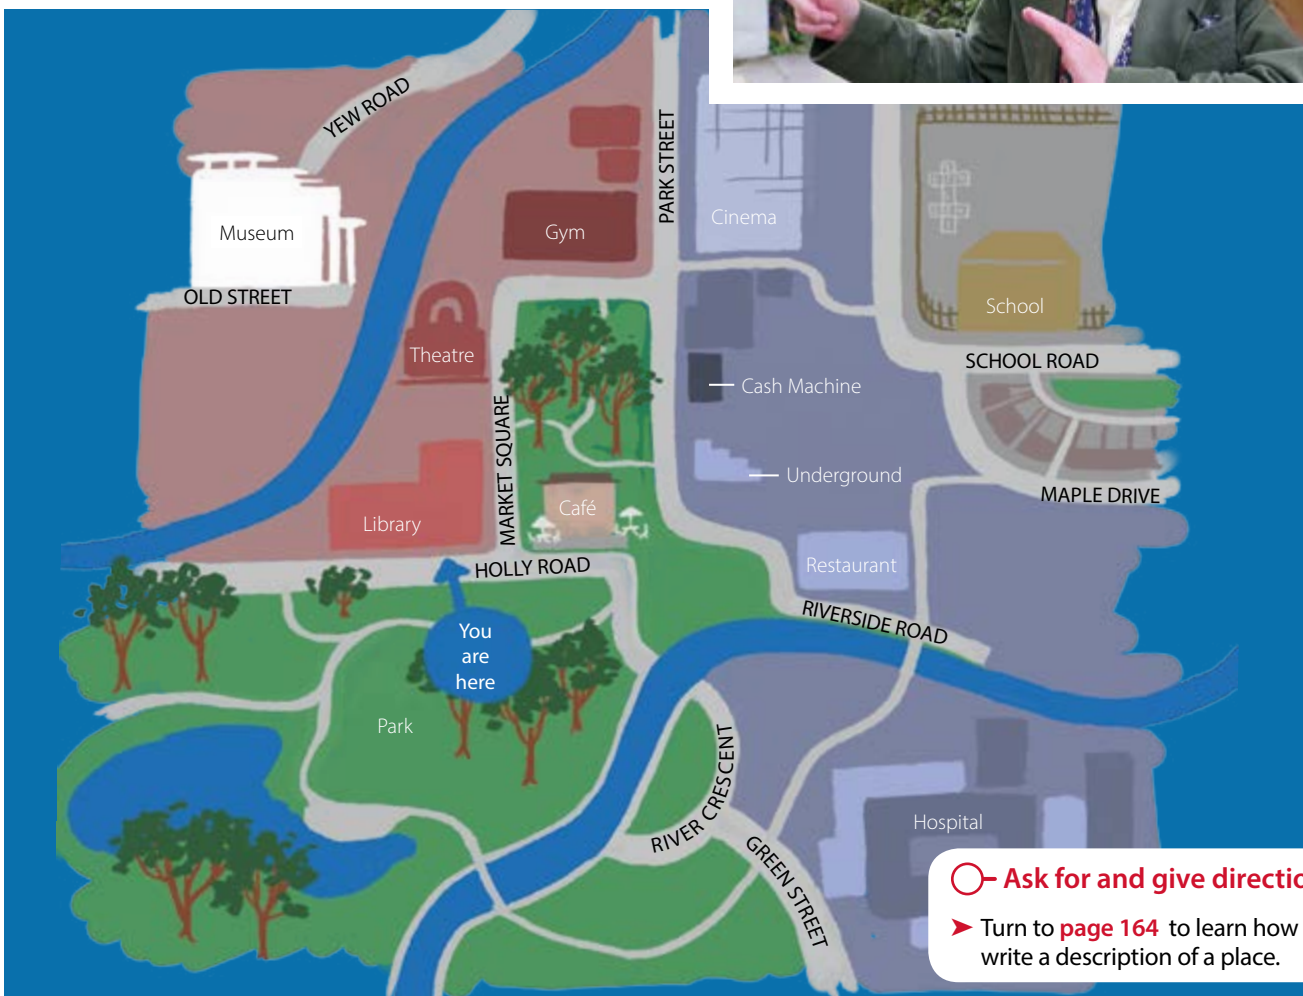 YEW ROAD
PARK STREET
Cinema
Museum
Gym
OLD STREET
School
Theatre
SCHOOL ROAD
Cash Machine
MARKET SQUARE
Underground
MAPLE DRIVE
Café
Library
HOLLY ROAD
Restaurant
RIVERSIDE ROAD
You
are
here
Park
RIVER CRESCENT
GREEN STREET
Hospital
Ask for and give directio
➤ Turn to page 164 to learn how
write a description of a place.